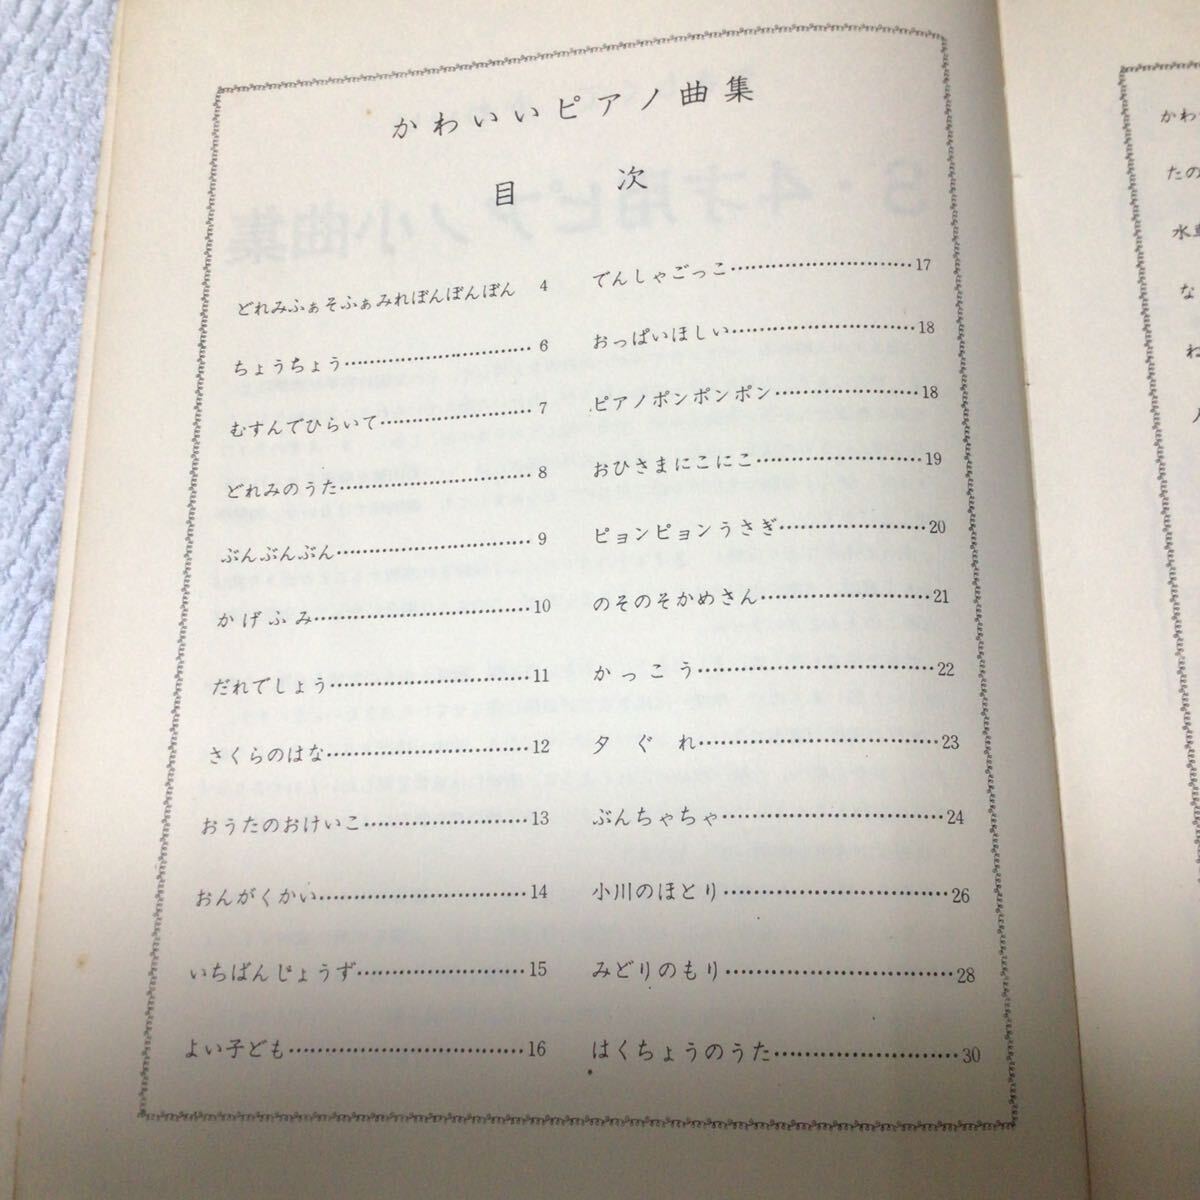 かわいいピアノ曲集
目次
どれみふぁそふぁみれぽんぽんぽん 4
ちょうちょう……………………………6
むすんでひらいて………………………7
どれみのうた……………………………8
ぶんぶんぶん……………………………9
かげふみ…………………………………10
だれでしょう……………………………11
さくらのはな……………………………12
おうたのおけいこ………………………13
おんがくかい……………………………14
いちばんじょうず………………………15
よい子ども………………………………16
でんしゃごっこ…………………………17
おっぱいほしい…………………………18
ピアノポンポンポン……………………18
おひさまにこにこ………………………19
ピョンピョンうさぎ……………………20
のそのそかめさん………………………21
かっこう…………………………………22
夕ぐれ……………………………………23
ぶんちゃちゃ……………………………24
小川のほとり……………………………26
みどりのもり……………………………28
はくちょうのうた………………………30
かわ
たの
水車
な